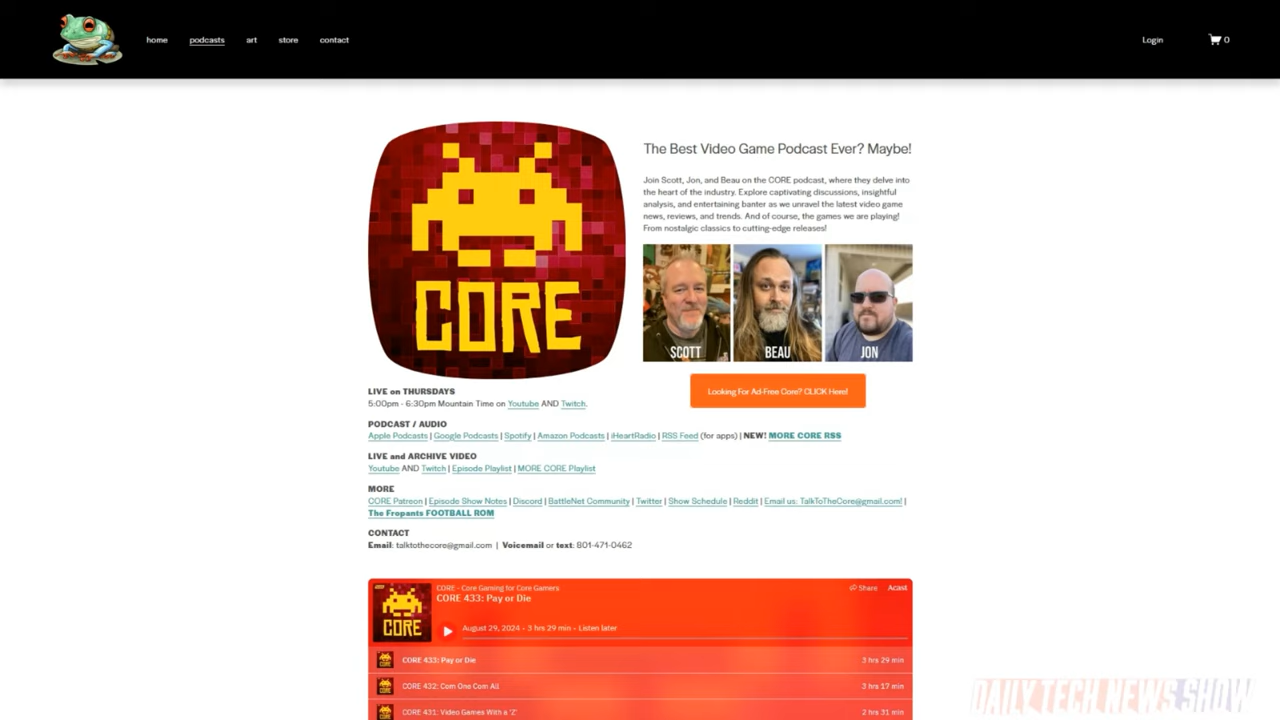 home podcasts art store contact Login 0
The Best Video Game Podcast Ever? Maybe!
Join Scott, Jon, and Beau on the CORE podcast, where they delve into
the heart of the industry. Explore captivating discussions, insightful
analysis, and entertaining banter as we unravel the latest video game
news, reviews, and trends. And of course, the games we are playing!
From nostalgic classics to cutting-edge releases!
CORE
SCOTT BEAU JON
Looking For Ad-Free Core? CLICK Here!
LIVE on THURSDAYS
5:00pm - 6:30pm Mountain Time on Youtube AND Twitch.
PODCAST / AUDIO
Apple Podcasts | Google Podcasts | Spotify | Amazon Podcasts | iHeartRadio | RSS Feed (for apps) | NEW! MORE CORE RSS
LIVE and ARCHIVE VIDEO
Youtube AND Twitch | Episode Playlist | MORE CORE Playlist
MORE
CORE Patreon | Episode Show Notes | Discord | BattleNet Community | Twitter | Show Schedule | Reddit | Email us: TalkToTheCore@gmail.com! |
The Fropants FOOTBALL ROM
CONTACT
Email: talktothecore@gmail.com | Voicemail or text: 801-471-0462
CORE
CORE - Core Gaming for Core Gamers Share Acast
CORE 433: Pay or Die
August 29, 2024 - 3 hrs 29 min - Listen later
CORE 433: Pay or Die 3 hrs 29 min
CORE 432: Com One Com All 3 hrs 17 min
CORE 431: Video Games With a 'Z' 2 hrs 31 min
DAILY TECH NEWS SHOW